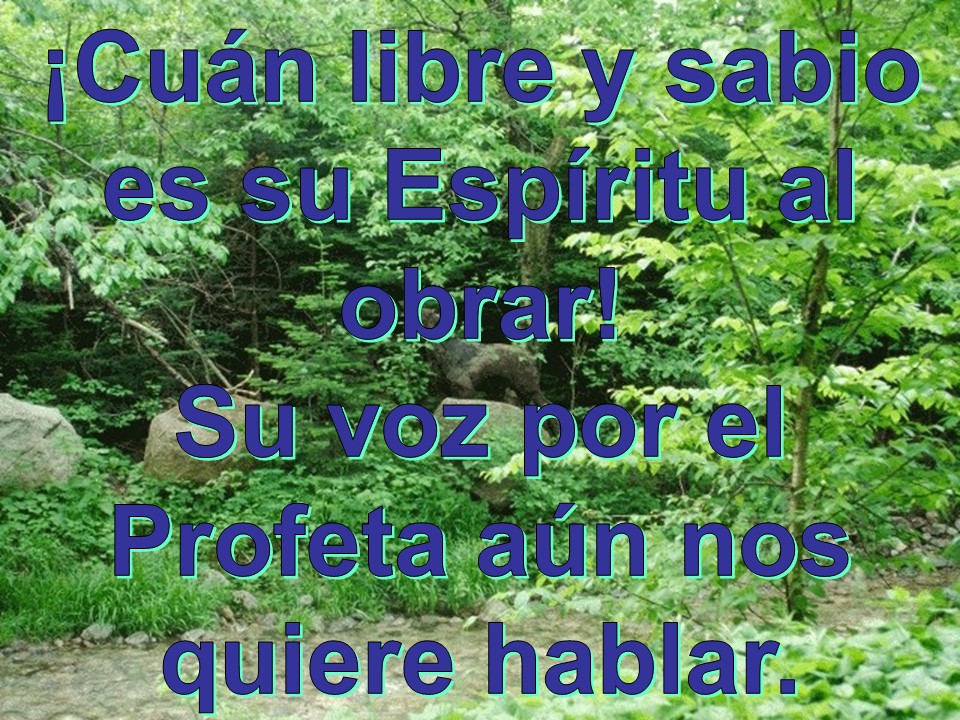 ¡Cuán libre y sabio
es su Espíritu al
obrar!
Su voz por el
Profeta aún nos
quiere hablar.